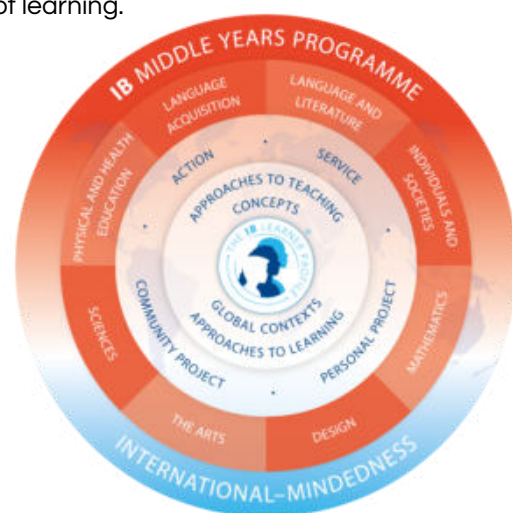 of learning.
IB MIDDLE YEARS PROGRAMME
LANGUAGE
ACQUISITION
LANGUAGE AND
LITERATURE
PHYSICAL AND HEALTH
EDUCATION
INDIVIDUALS AND
SOCIETIES
SCIENCES
MATHEMATICS
THE ARTS
DESIGN
ACTION
SERVICE
COMMUNITY PROJECT
PERSONAL PROJECT
APPROACHES TO TEACHING
CONCEPTS
THE IB LEARNER PROFILE
®
GLOBAL CONTEXTS
APPROACHES TO LEARNING
INTERNATIONAL–MINDEDNESS